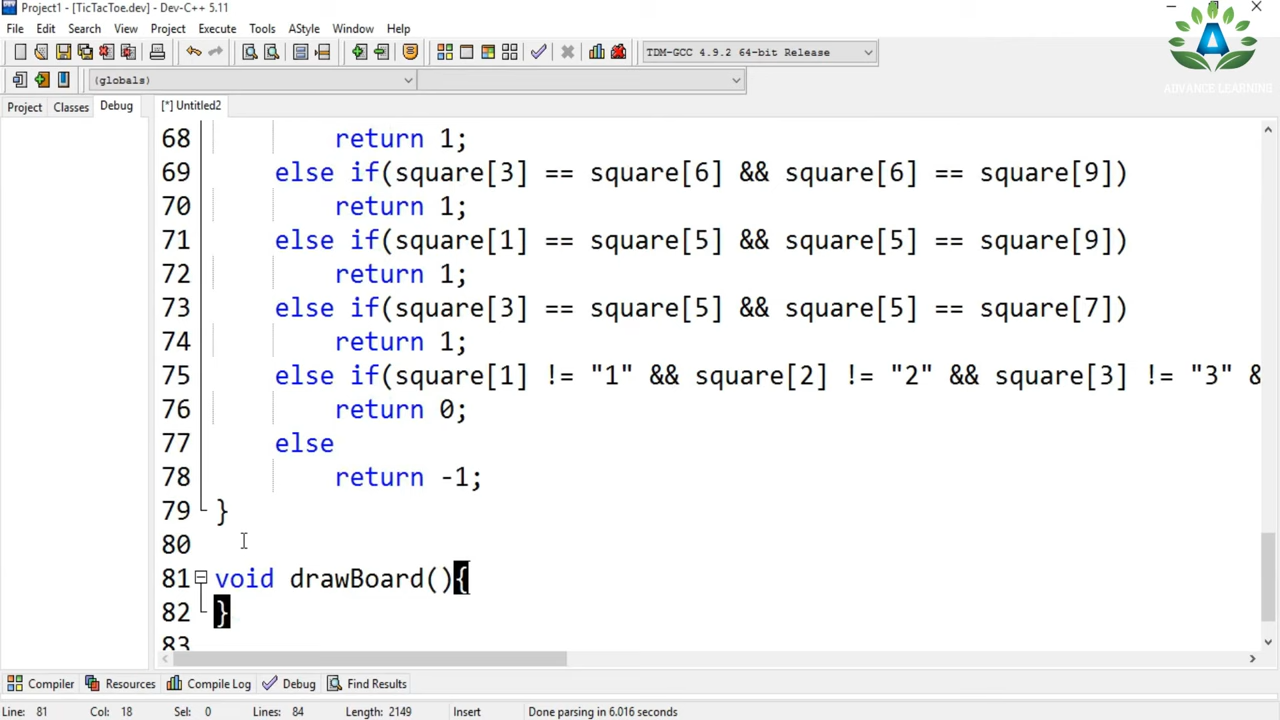 Project1 - [TicTacToe.dev] - Dev-C++ 5.11
File Edit Search View Project Execute Tools AStyle Window Help
TDM-GCC 4.9.2 64-bit Release
(globals)
ADVANCE LEARNING
Project Classes Debug [*] Untitled2
68 return 1;
69 else if(square[3] == square[6] && square[6] == square[9])
70 return 1;
71 else if(square[1] == square[5] && square[5] == square[9])
72 return 1;
73 else if(square[3] == square[5] && square[5] == square[7])
74 return 1;
75 else if(square[1] != "1" && square[2] != "2" && square[3] != "3" &
76 return 0;
77 else
78 return -1;
79 }
80
81 void drawBoard(){
82 }
83
Compiler Resources Compile Log Debug Find Results
Line: 81 Col: 18 Sel: 0 Lines: 84 Length: 2149 Insert Done parsing in 6.016 seconds